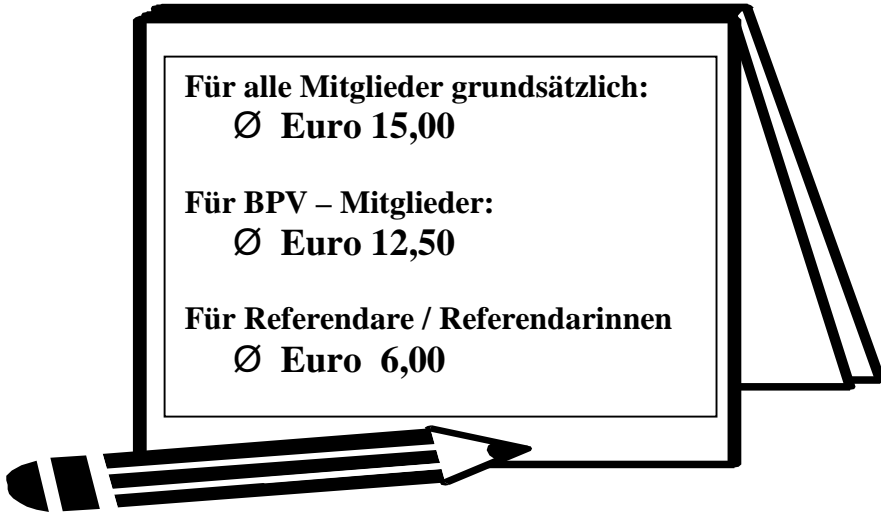 Für alle Mitglieder grundsätzlich:
Ø Euro 15,00
Für BPV – Mitglieder:
Ø Euro 12,50
Für Referendare / Referendarinnen
Ø Euro 6,00